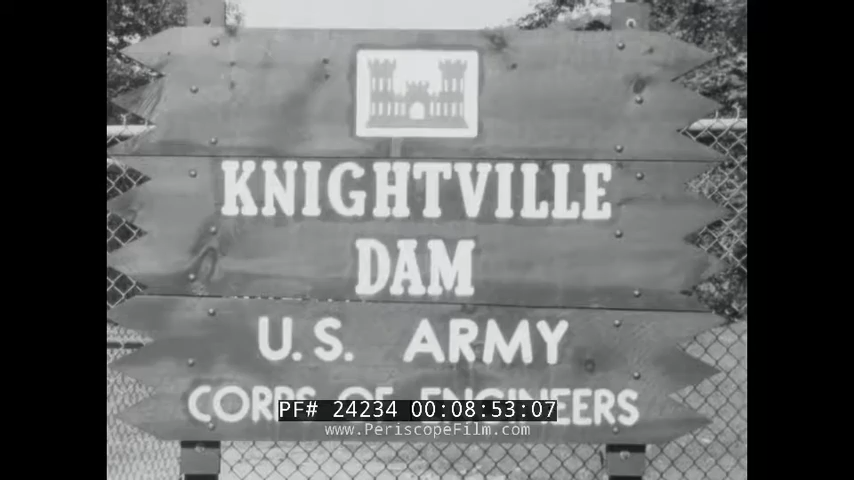 KNIGHTVILLE
DAM
U.S. ARMY
CORPS OF ENGINEERS
PF# 24234 00:08:53:07
www.PeriscopeFilm.com